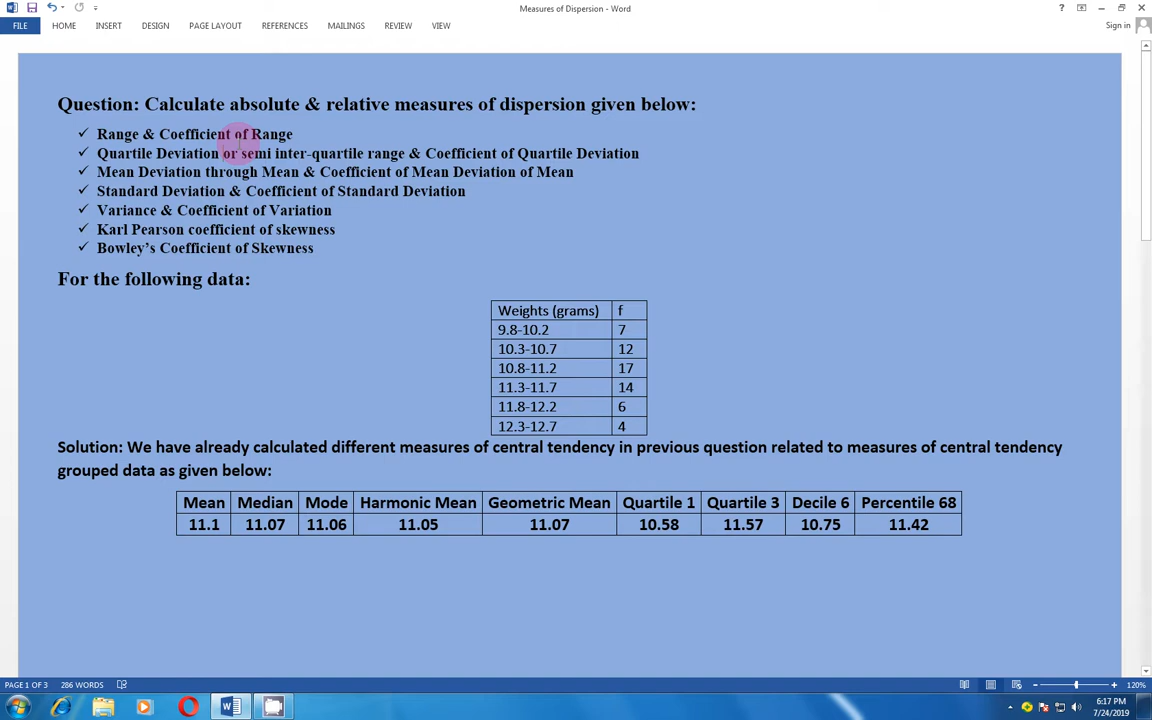 Measures of Dispersion - Word
FILE HOME INSERT DESIGN PAGE LAYOUT REFERENCES MAILINGS REVIEW VIEW Sign in
Question: Calculate absolute & relative measures of dispersion given below:
✓ Range & Coefficient of Range
✓ Quartile Deviation or semi inter-quartile range & Coefficient of Quartile Deviation
✓ Mean Deviation through Mean & Coefficient of Mean Deviation of Mean
✓ Standard Deviation & Coefficient of Standard Deviation
✓ Variance & Coefficient of Variation
✓ Karl Pearson coefficient of skewness
✓ Bowley's Coefficient of Skewness
For the following data:
Weights (grams) f
9.8-10.2 7
10.3-10.7 12
10.8-11.2 17
11.3-11.7 14
11.8-12.2 6
12.3-12.7 4
Solution: We have already calculated different measures of central tendency in previous question related to measures of central tendency
grouped data as given below:
Mean Median Mode Harmonic Mean Geometric Mean Quartile 1 Quartile 3 Decile 6 Percentile 68
11.1 11.07 11.06 11.05 11.07 10.58 11.57 10.75 11.42
PAGE 1 OF 3 286 WORDS 120%
6:17 PM
7/24/2019